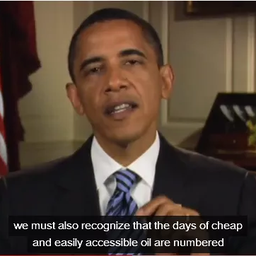 we must also recognize that the days of cheap
and easily accessible oil are numbered